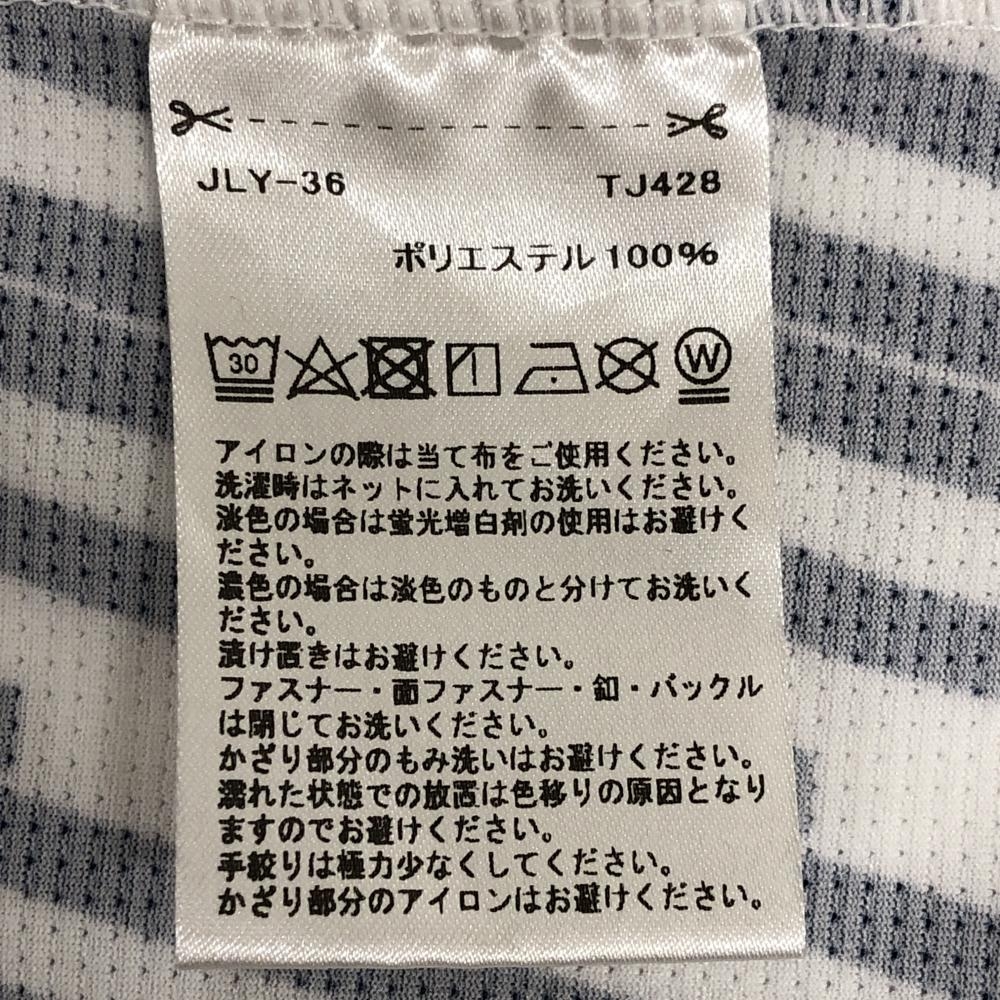 JLY-36 TJ428
ポリエステル 100%
30 W
アイロンの際は当て布をご使用ください。
洗濯時はネットに入れてお洗いください。
淡色の場合は蛍光増白剤の使用はお避けく
ださい。
濃色の場合は淡色のものと分けてお洗いく
ださい。
漬け置きはお避けください。
ファスナー・面ファスナー・釦・バックル
は閉じてお洗いください。
かざり部分のもみ洗いはお避けください。
濡れた状態での放置は色移りの原因となり
ますのでお避けください。
手絞りは極力少なくしてください。
かざり部分のアイロンはお避けください。